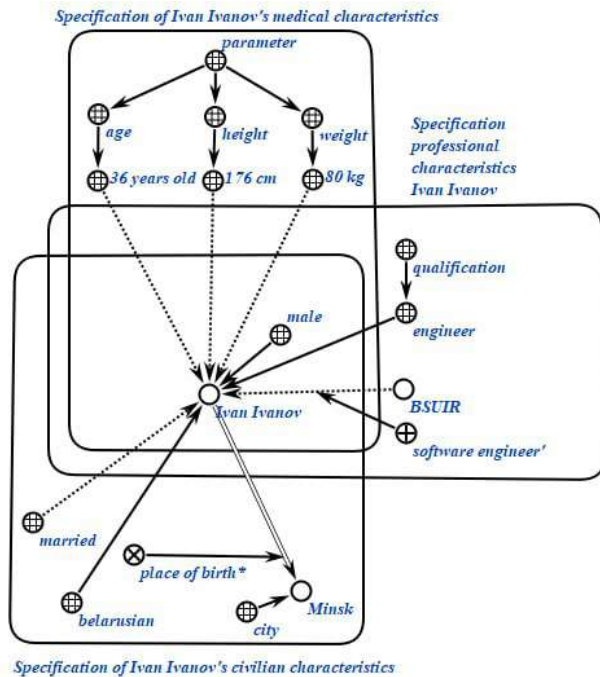 Specification of Ivan Ivanov's medical characteristics
parameter
age
height
weight
36 years old
176 cm
80 kg
Specification
professional
characteristics
Ivan Ivanov
qualification
male
engineer
Ivan Ivanov
BSUIR
software engineer'
married
place of birth*
belarusian
city
Minsk
Specification of Ivan Ivanov's civilian characteristics